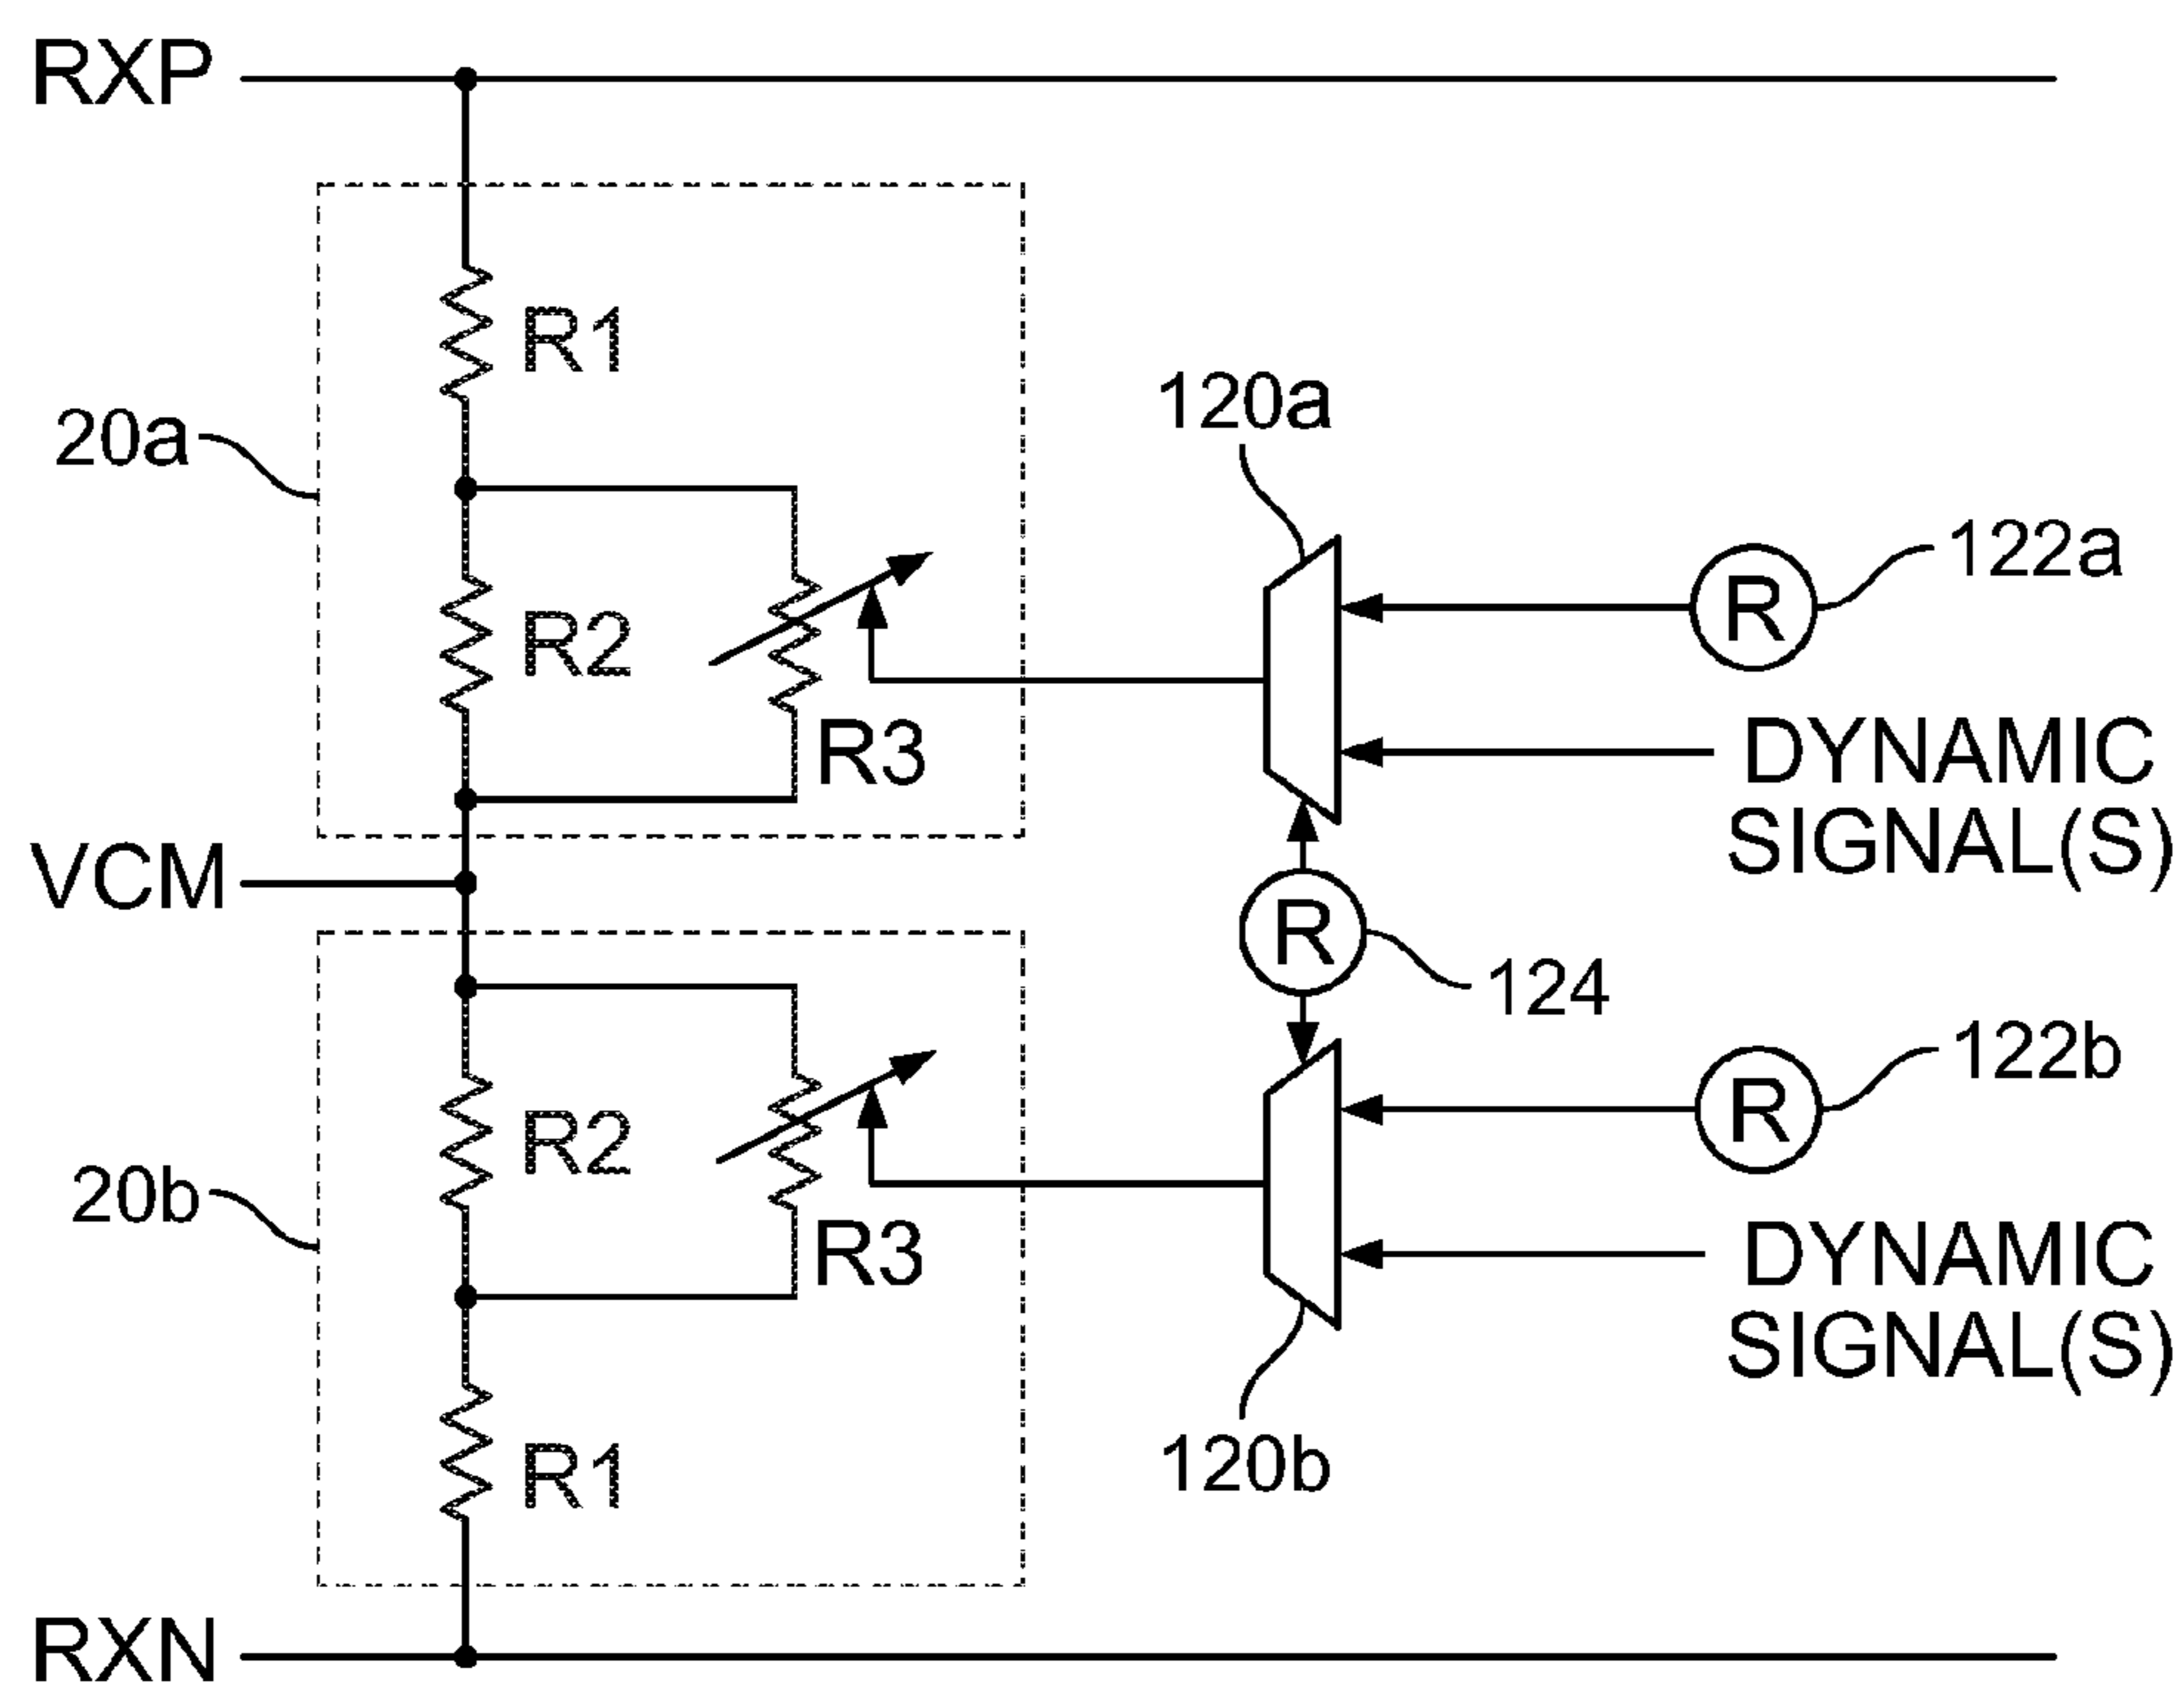 RXP
R1
120a
20a
122a
R
R2
R3
DYNAMIC
SIGNAL(S)
VCM
R
124
122b
R
R2
20b
R3
DYNAMIC
SIGNAL(S)
120b
R1
RXN